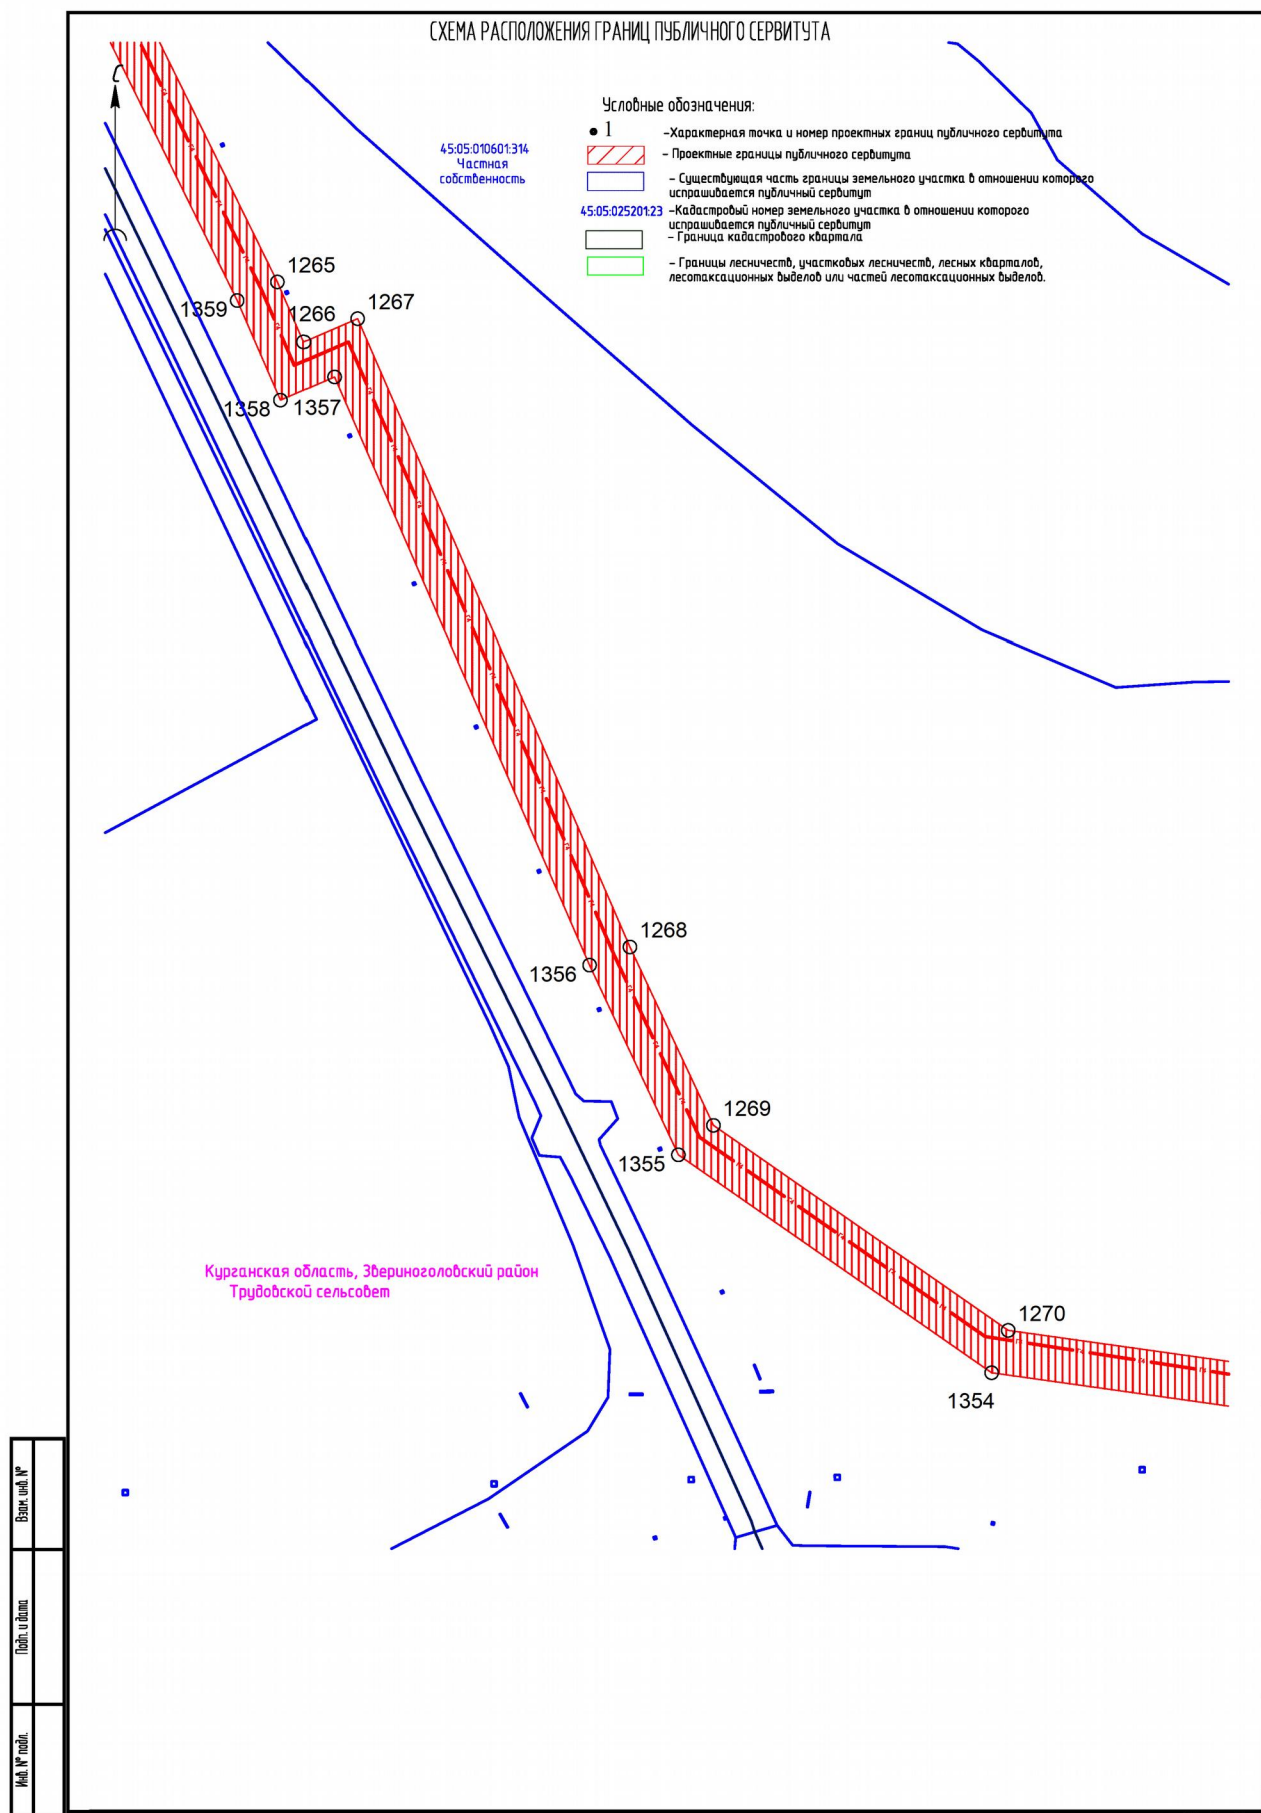 СХЕМА РАСПОЛОЖЕНИЯ ГРАНИЦ ПУБЛИЧНОГО СЕРВИТУТА
С
Условные обозначения:
1 -Характерная точка и номер проектных границ публичного сервитута
- Проектные границы публичного сервитута
- Существующая часть границы земельного участка в отношении которого
испрашивается публичный сервитут
45:05:025201:23 -Кадастровый номер земельного участка в отношении которого
испрашивается публичный сервитут
- Граница кадастрового квартала
- Границы лесничеств, участковых лесничеств, лесных кварталов,
лесотаксационных выделов или частей лесотаксационных выделов.
45:05:010601:314
Частная
собственность
1265
1359
1266
1267
1358
1357
1268
1356
1269
1355
Курганская область, Звериноголовский район
Трудовской сельсовет
1270
1354
Взам. инв. №
Подп. и дата
Инв. № подл.